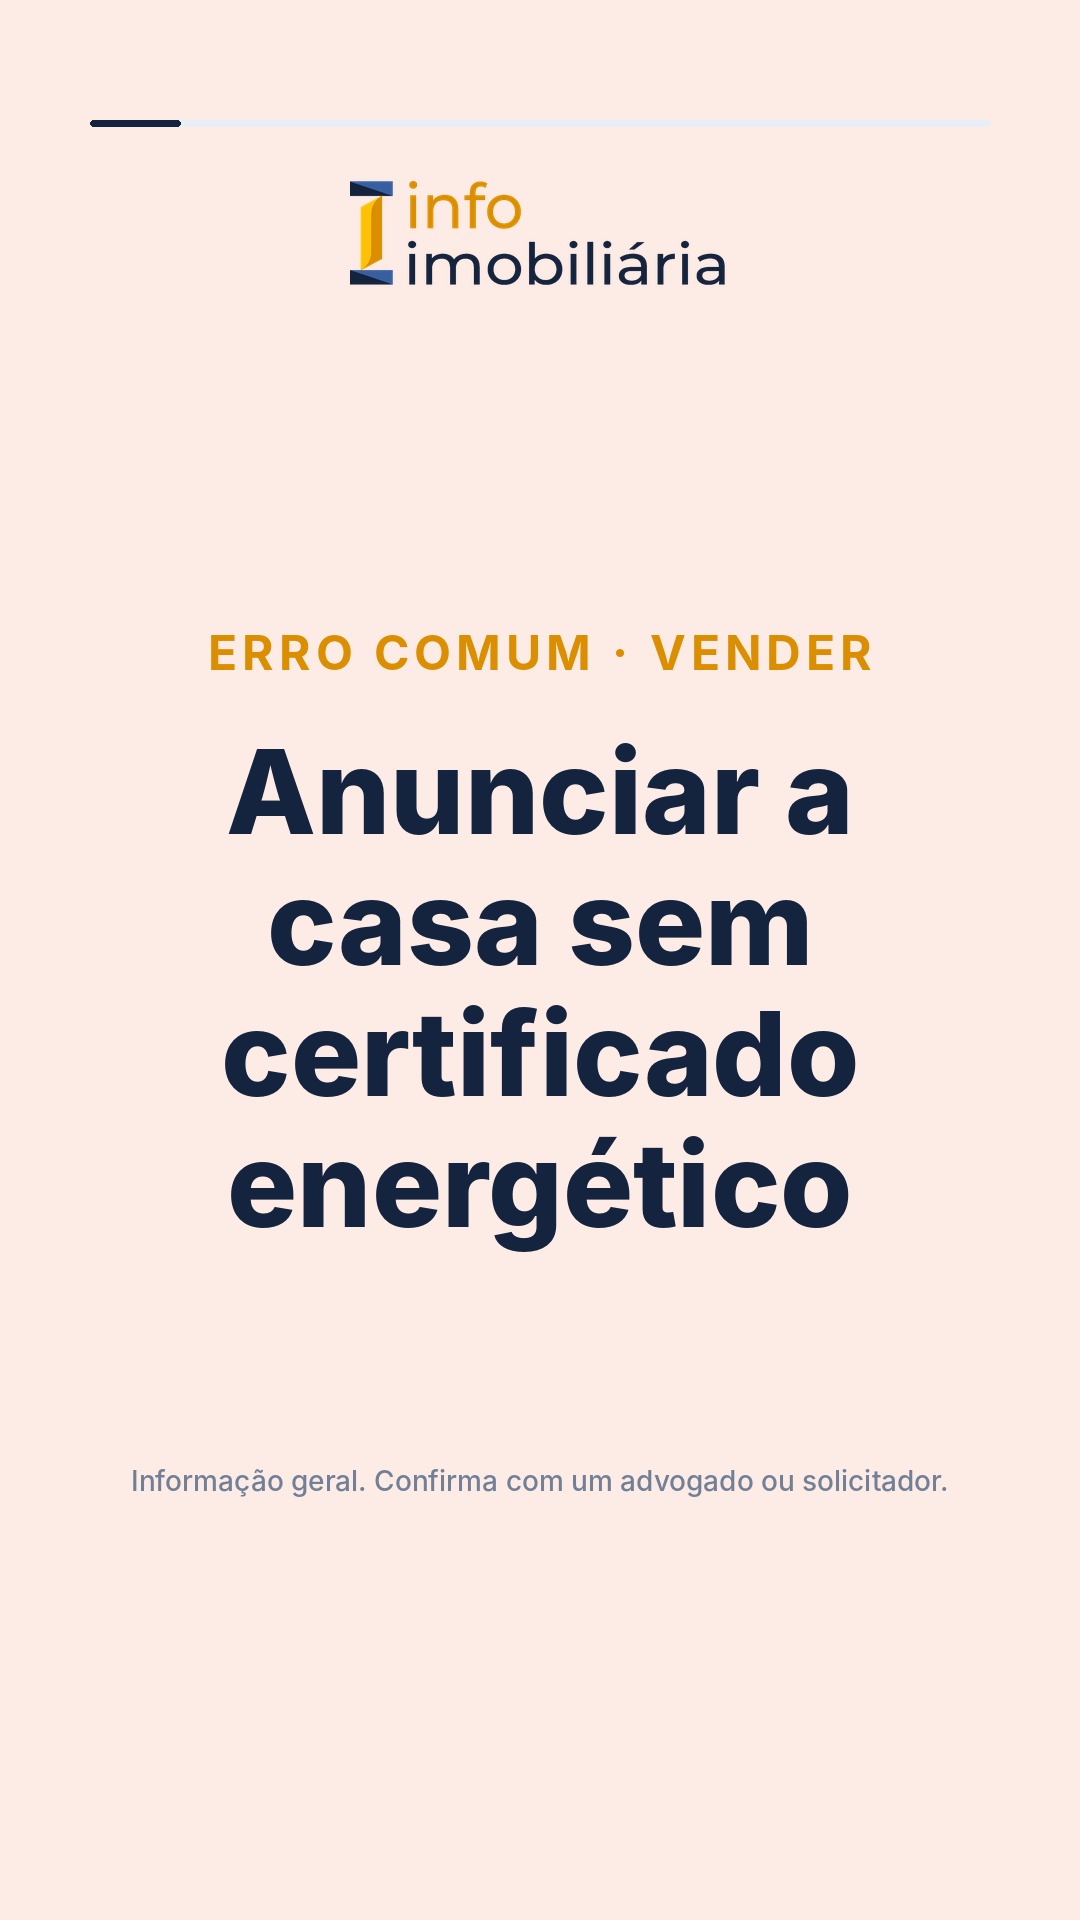 info
imobiliária
ERRO COMUM · VENDER
Anunciar a
casa sem
certificado
energético
Informação geral. Confirma com um advogado ou solicitador.